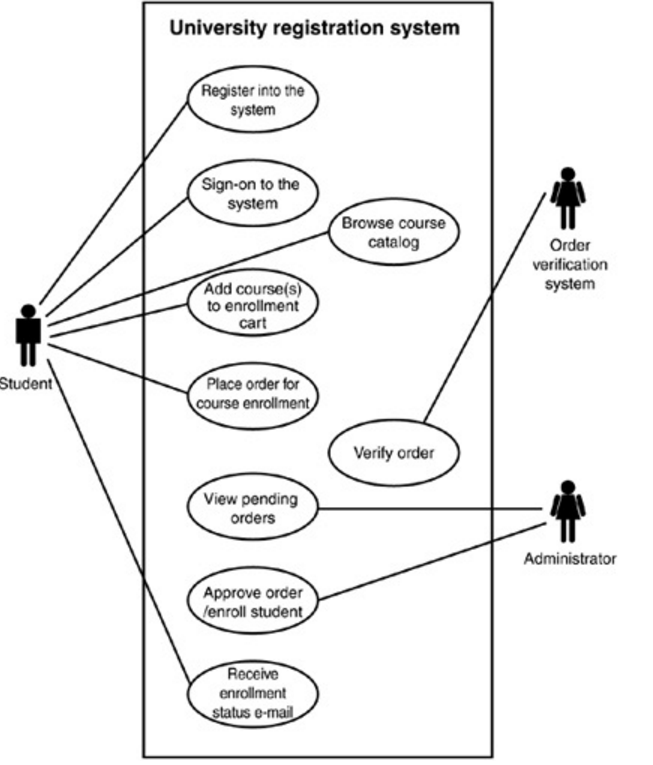 University registration system
Register into the
system
Sign-on to the
system
Browse course
catalog
Order
verification
system
Add course(s)
to enrollment
cart
Student
Place order for
course enrollment
Verify order
View pending
orders
Administrator
Approve order
/enroll student
Receive
enrollment
status e-mail